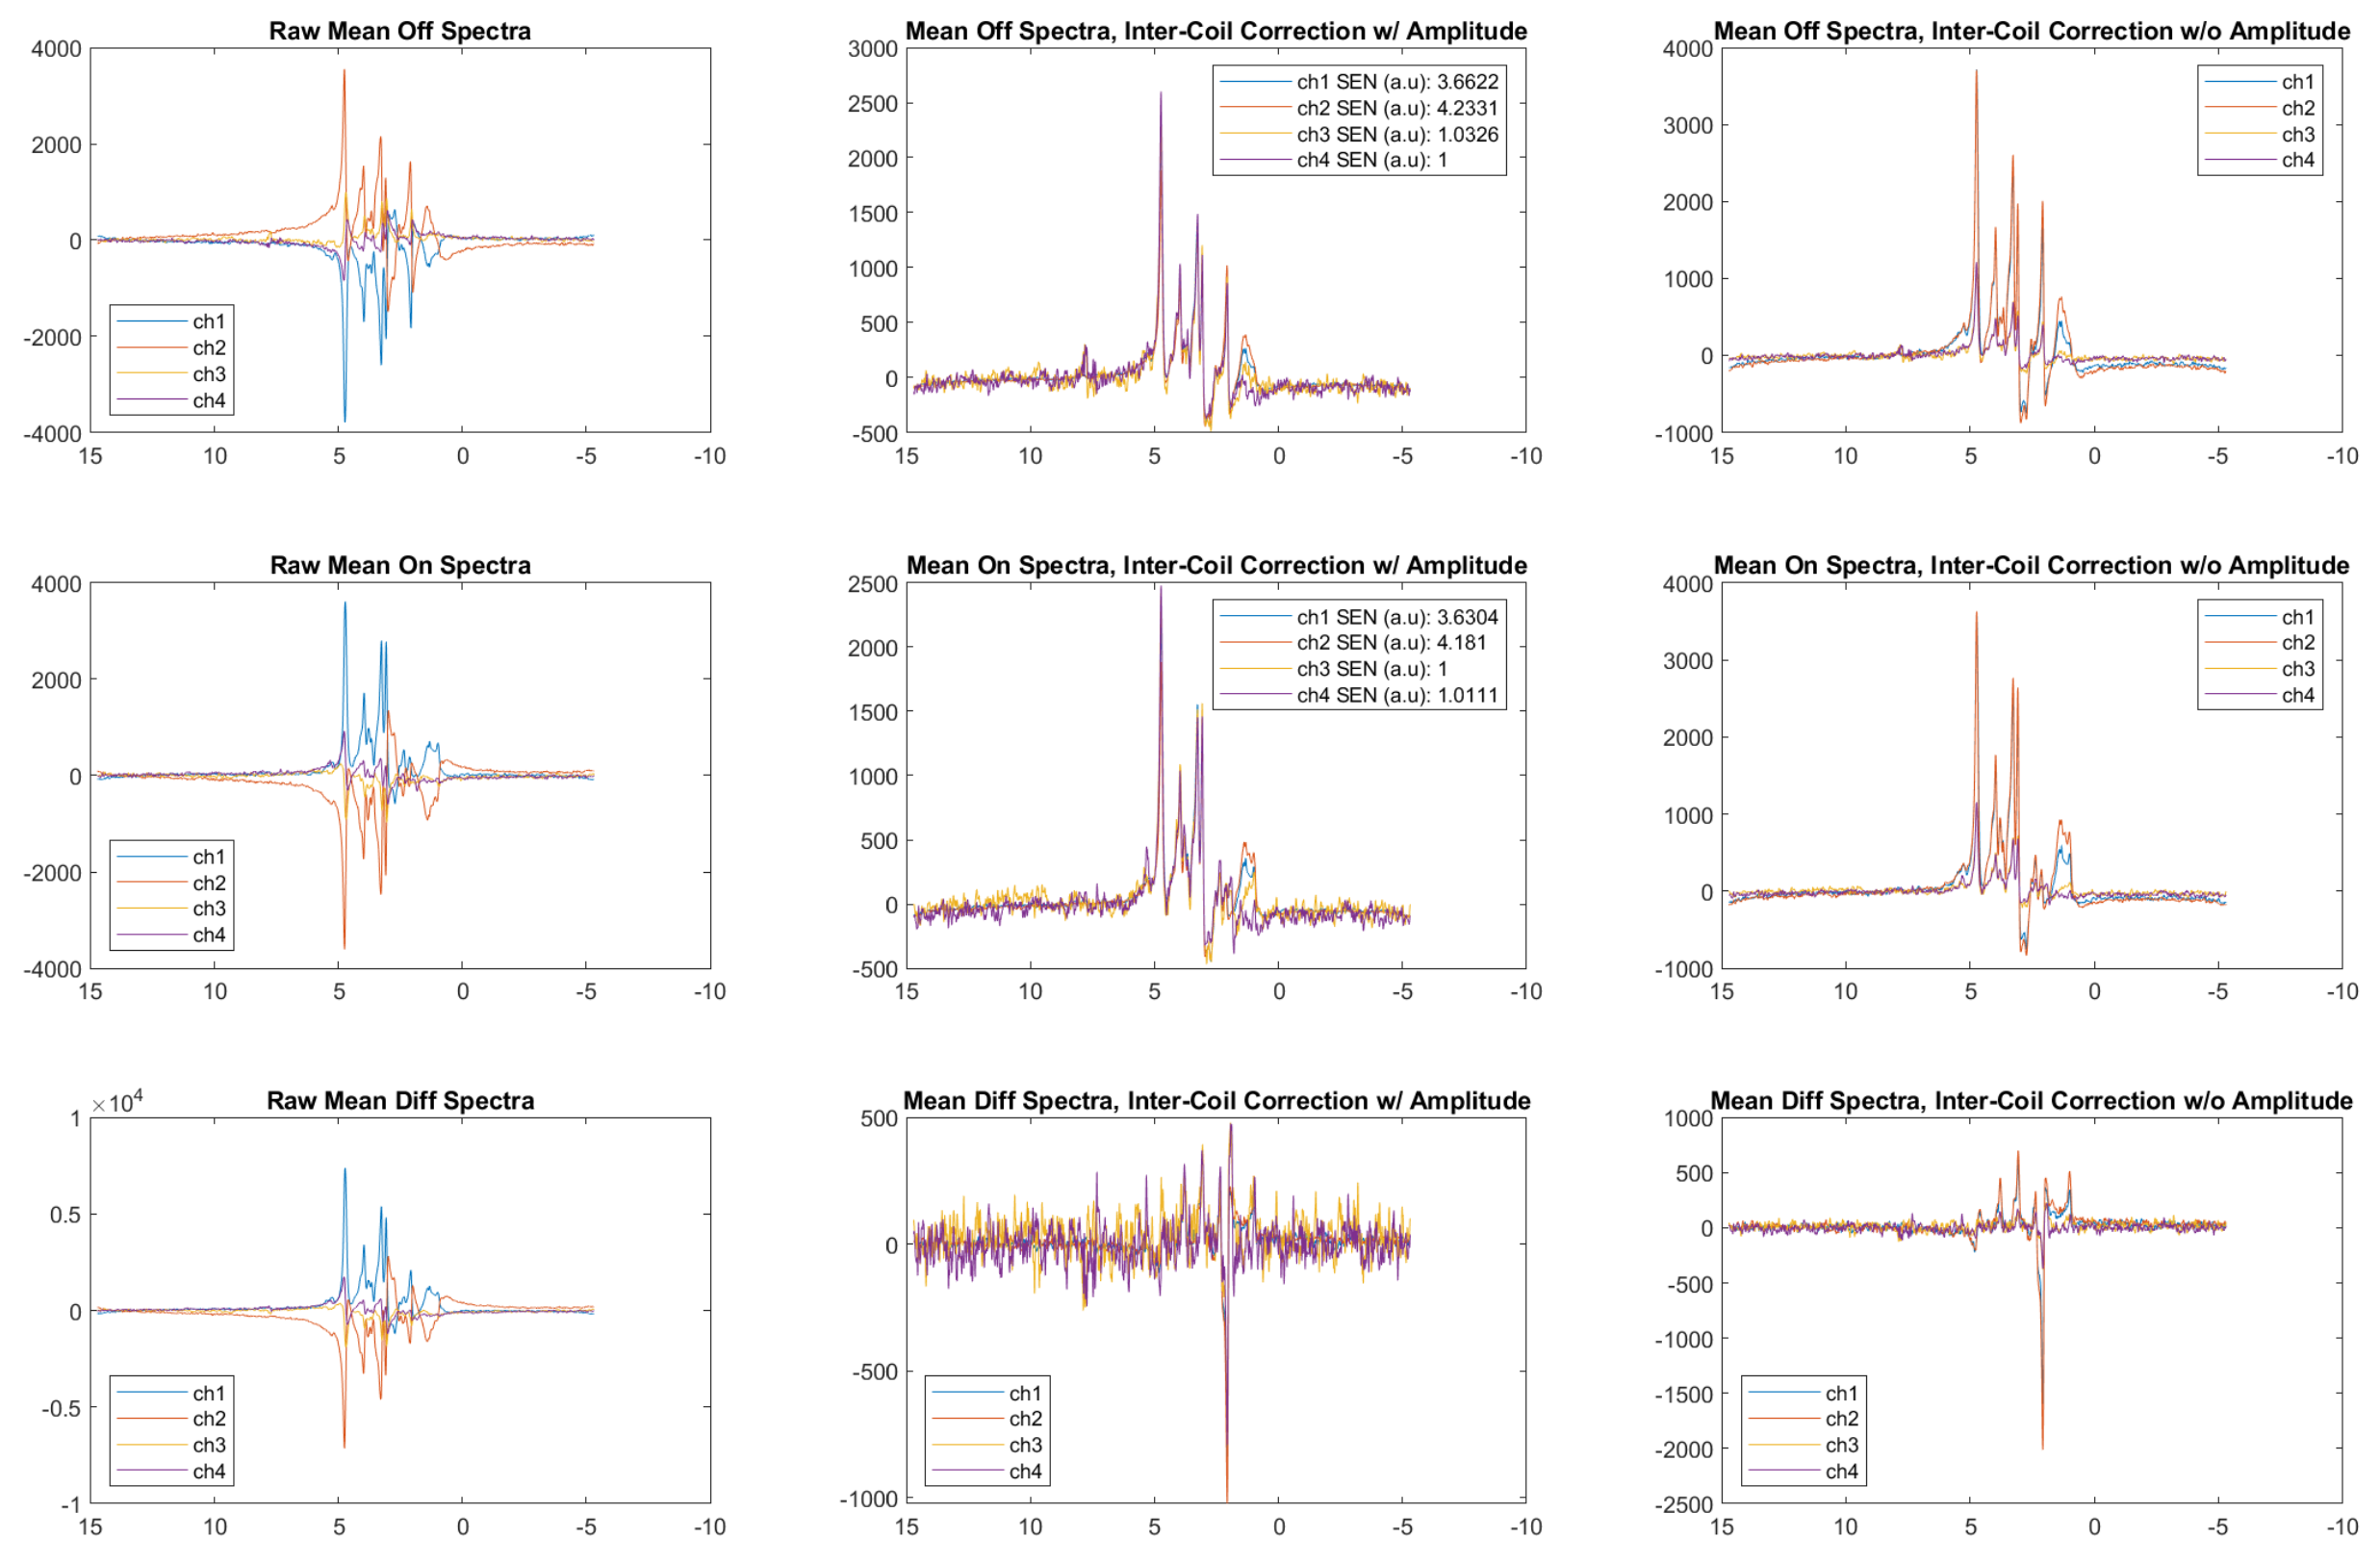 Raw Mean Off Spectra
4000
2000
0
-2000
-4000
15 10 5 0 -5 -10
ch1
ch2
ch3
ch4
Mean Off Spectra, Inter-Coil Correction w/ Amplitude
3000
2500
2000
1500
1000
500
0
-500
15 10 5 0 -5 -10
ch1 SEN (a.u): 3.6622
ch2 SEN (a.u): 4.2331
ch3 SEN (a.u): 1.0326
ch4 SEN (a.u): 1
Mean Off Spectra, Inter-Coil Correction w/o Amplitude
4000
3000
2000
1000
0
-1000
15 10 5 0 -5 -10
ch1
ch2
ch3
ch4
Raw Mean On Spectra
4000
2000
0
-2000
-4000
15 10 5 0 -5 -10
ch1
ch2
ch3
ch4
Mean On Spectra, Inter-Coil Correction w/ Amplitude
2500
2000
1500
1000
500
0
-500
15 10 5 0 -5 -10
ch1 SEN (a.u): 3.6304
ch2 SEN (a.u): 4.181
ch3 SEN (a.u): 1
ch4 SEN (a.u): 1.0111
Mean On Spectra, Inter-Coil Correction w/o Amplitude
4000
3000
2000
1000
0
-1000
15 10 5 0 -5 -10
ch1
ch2
ch3
ch4
Raw Mean Diff Spectra
×10⁴
1
0.5
0
-0.5
-1
15 10 5 0 -5 -10
ch1
ch2
ch3
ch4
Mean Diff Spectra, Inter-Coil Correction w/ Amplitude
500
0
-500
-1000
15 10 5 0 -5 -10
ch1
ch2
ch3
ch4
Mean Diff Spectra, Inter-Coil Correction w/o Amplitude
1000
500
0
-500
-1000
-1500
-2000
-2500
15 10 5 0 -5 -10
ch1
ch2
ch3
ch4